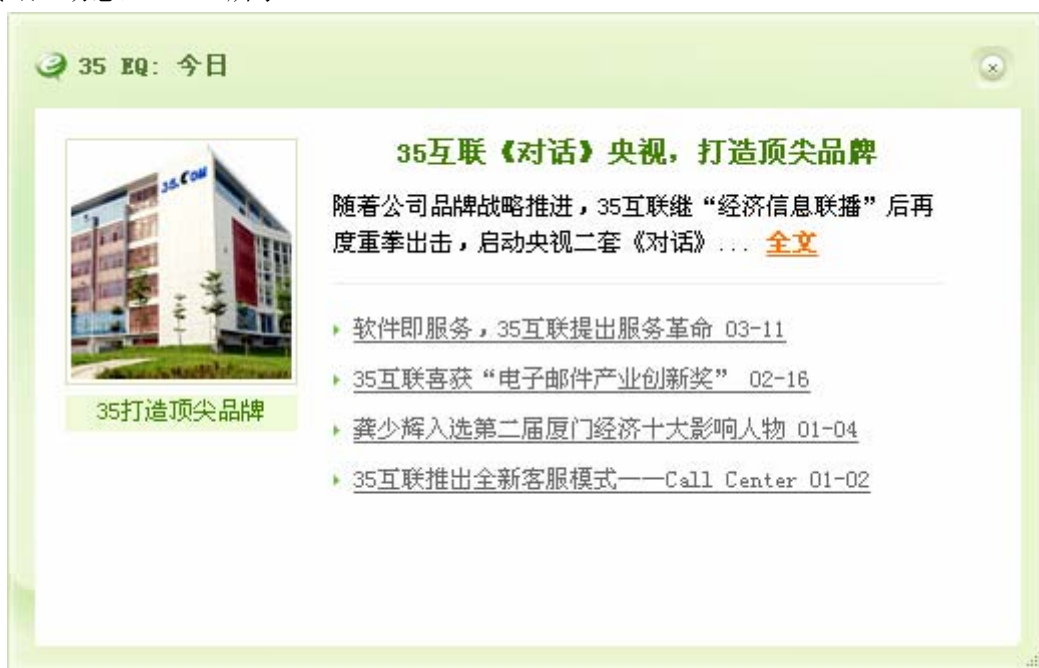 35 EQ: 今日
35.COM
35互联《对话》央视，打造顶尖品牌
随着公司品牌战略推进，35互联继“经济信息联播”后再
度重拳出击，启动央视二套《对话》... 全文
35打造顶尖品牌
软件即服务，35互联提出服务革命 03-11
35互联喜获“电子邮件产业创新奖” 02-16
龚少辉入选第二届厦门经济十大影响人物 01-04
35互联推出全新客服模式——Call Center 01-02